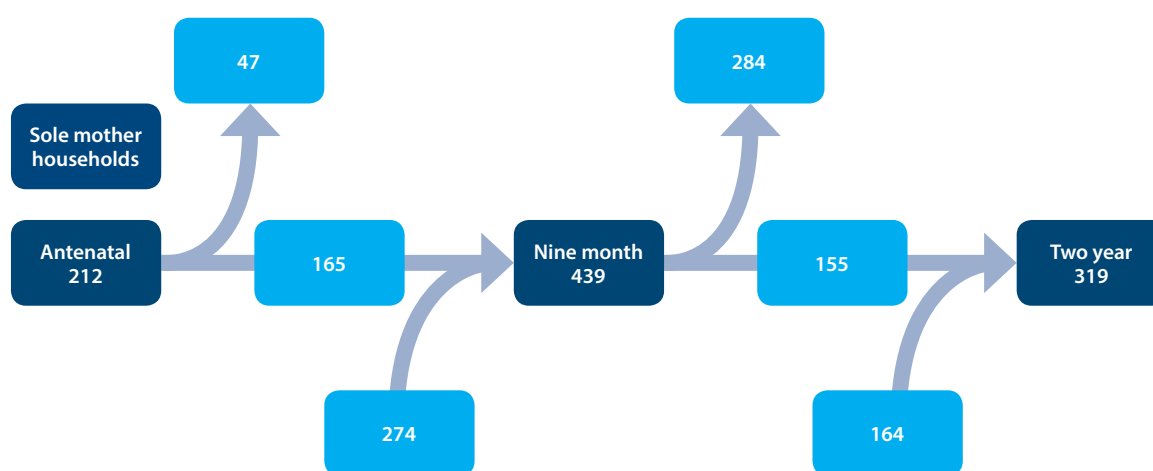 47
284
Sole mother
households
Antenatal
212
165
Nine month
439
155
Two year
319
274
164